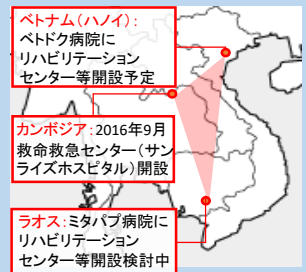 ベトナム(ハノイ):
ベトドク病院に
リハビリテーション
センター等開設予定
カンボジア:2016年9月
救命救急センター(サン
ライズホスピタル)開設
ラオス:ミタパプ病院に
リハビリテーション
センター等開設検討中